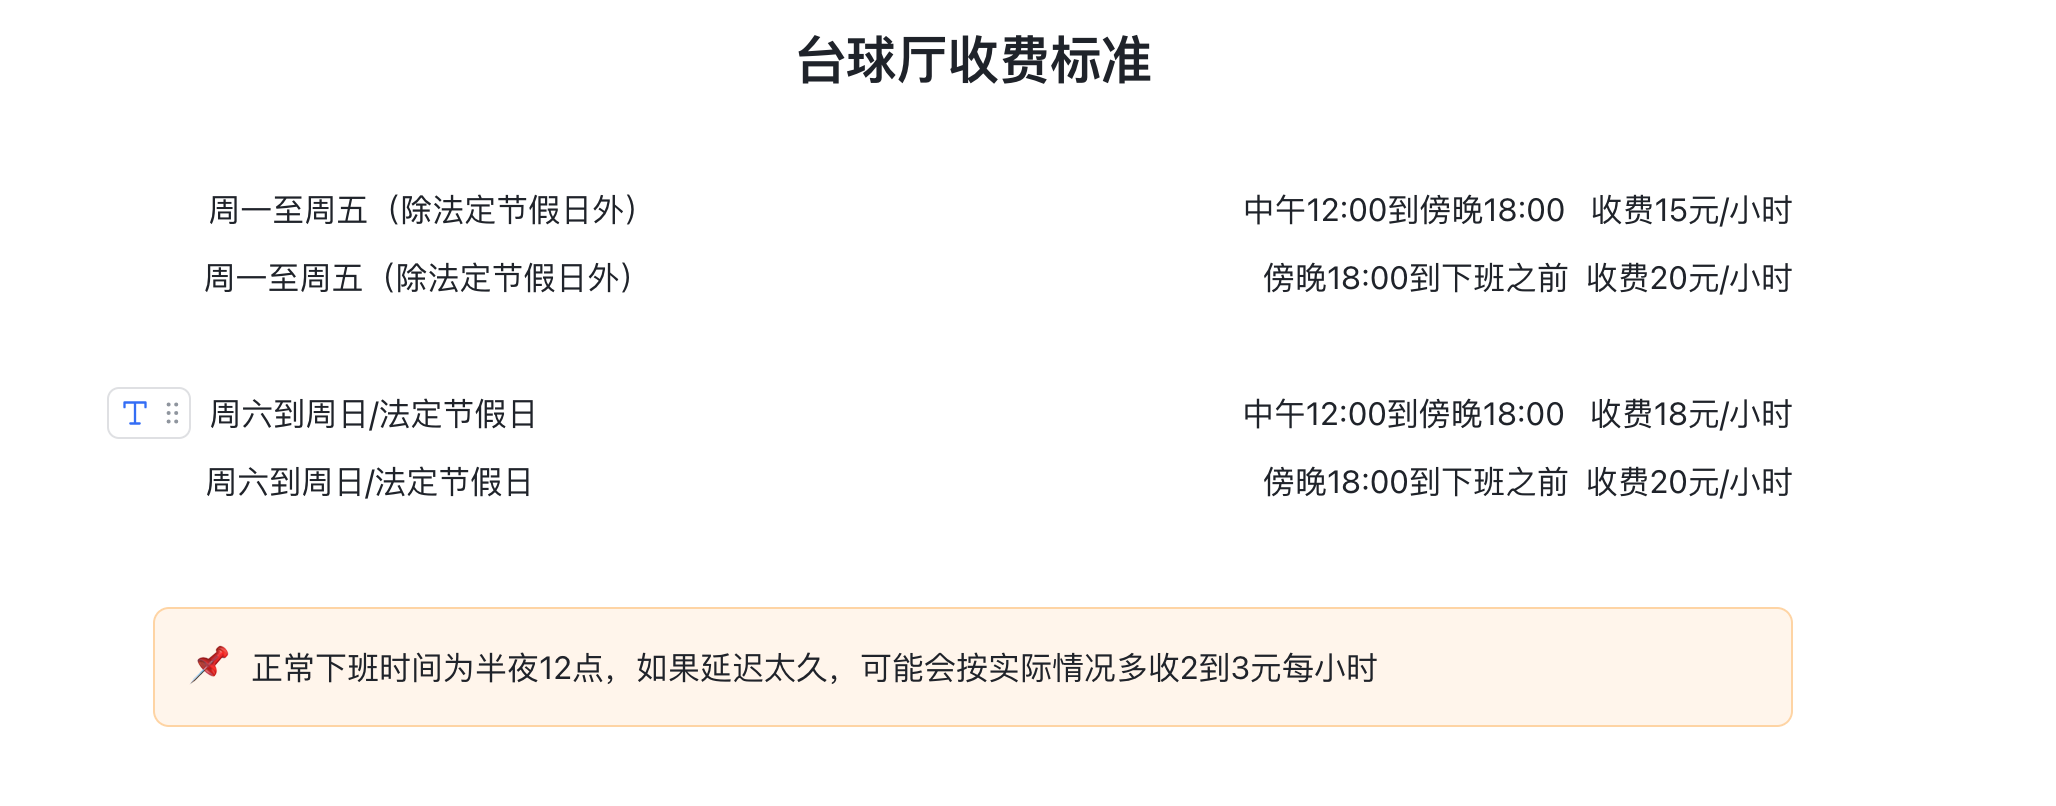 台球厅收费标准
周一至周五（除法定节假日外） 中午12:00到傍晚18:00 收费15元/小时
周一至周五（除法定节假日外） 傍晚18:00到下班之前 收费20元/小时
周六到周日/法定节假日 中午12:00到傍晚18:00 收费18元/小时
周六到周日/法定节假日 傍晚18:00到下班之前 收费20元/小时
正常下班时间为半夜12点，如果延迟太久，可能会按实际情况多收2到3元每小时